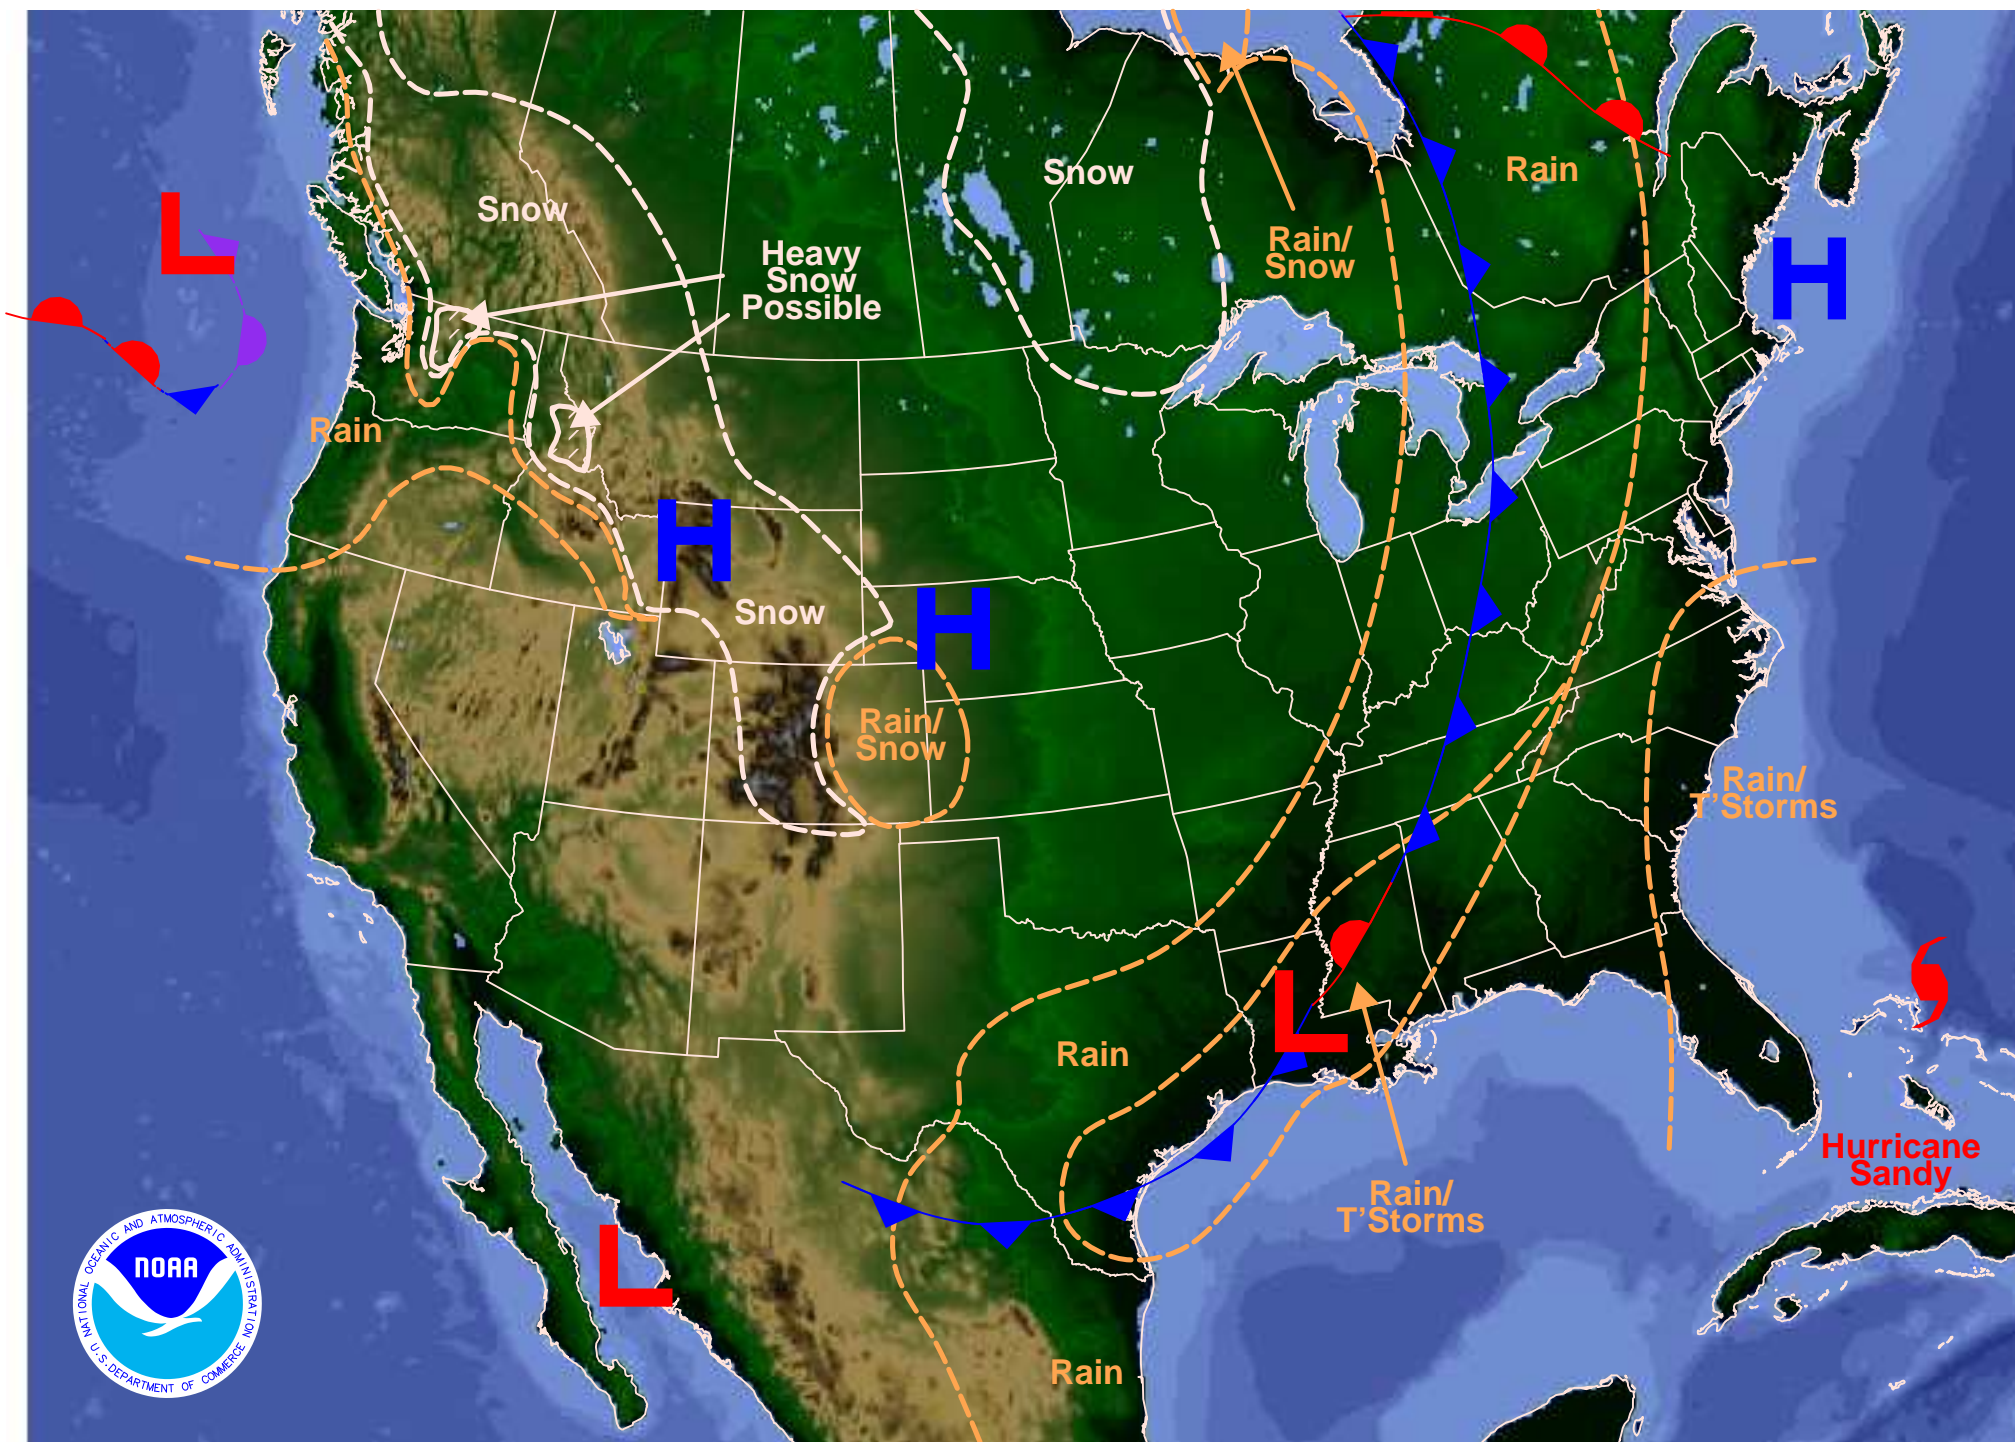 Snow
Rain
Rain/
Snow
Snow
Heavy
Snow
Possible
L
H
Rain
H
Snow
H
Rain/
Snow
Rain/
T'Storms
L
Rain
Hurricane
Sandy
Rain/
T'Storms
L
Rain
NOAA
NATIONAL OCEANIC AND ATMOSPHERIC ADMINISTRATION
U.S. DEPARTMENT OF COMMERCE